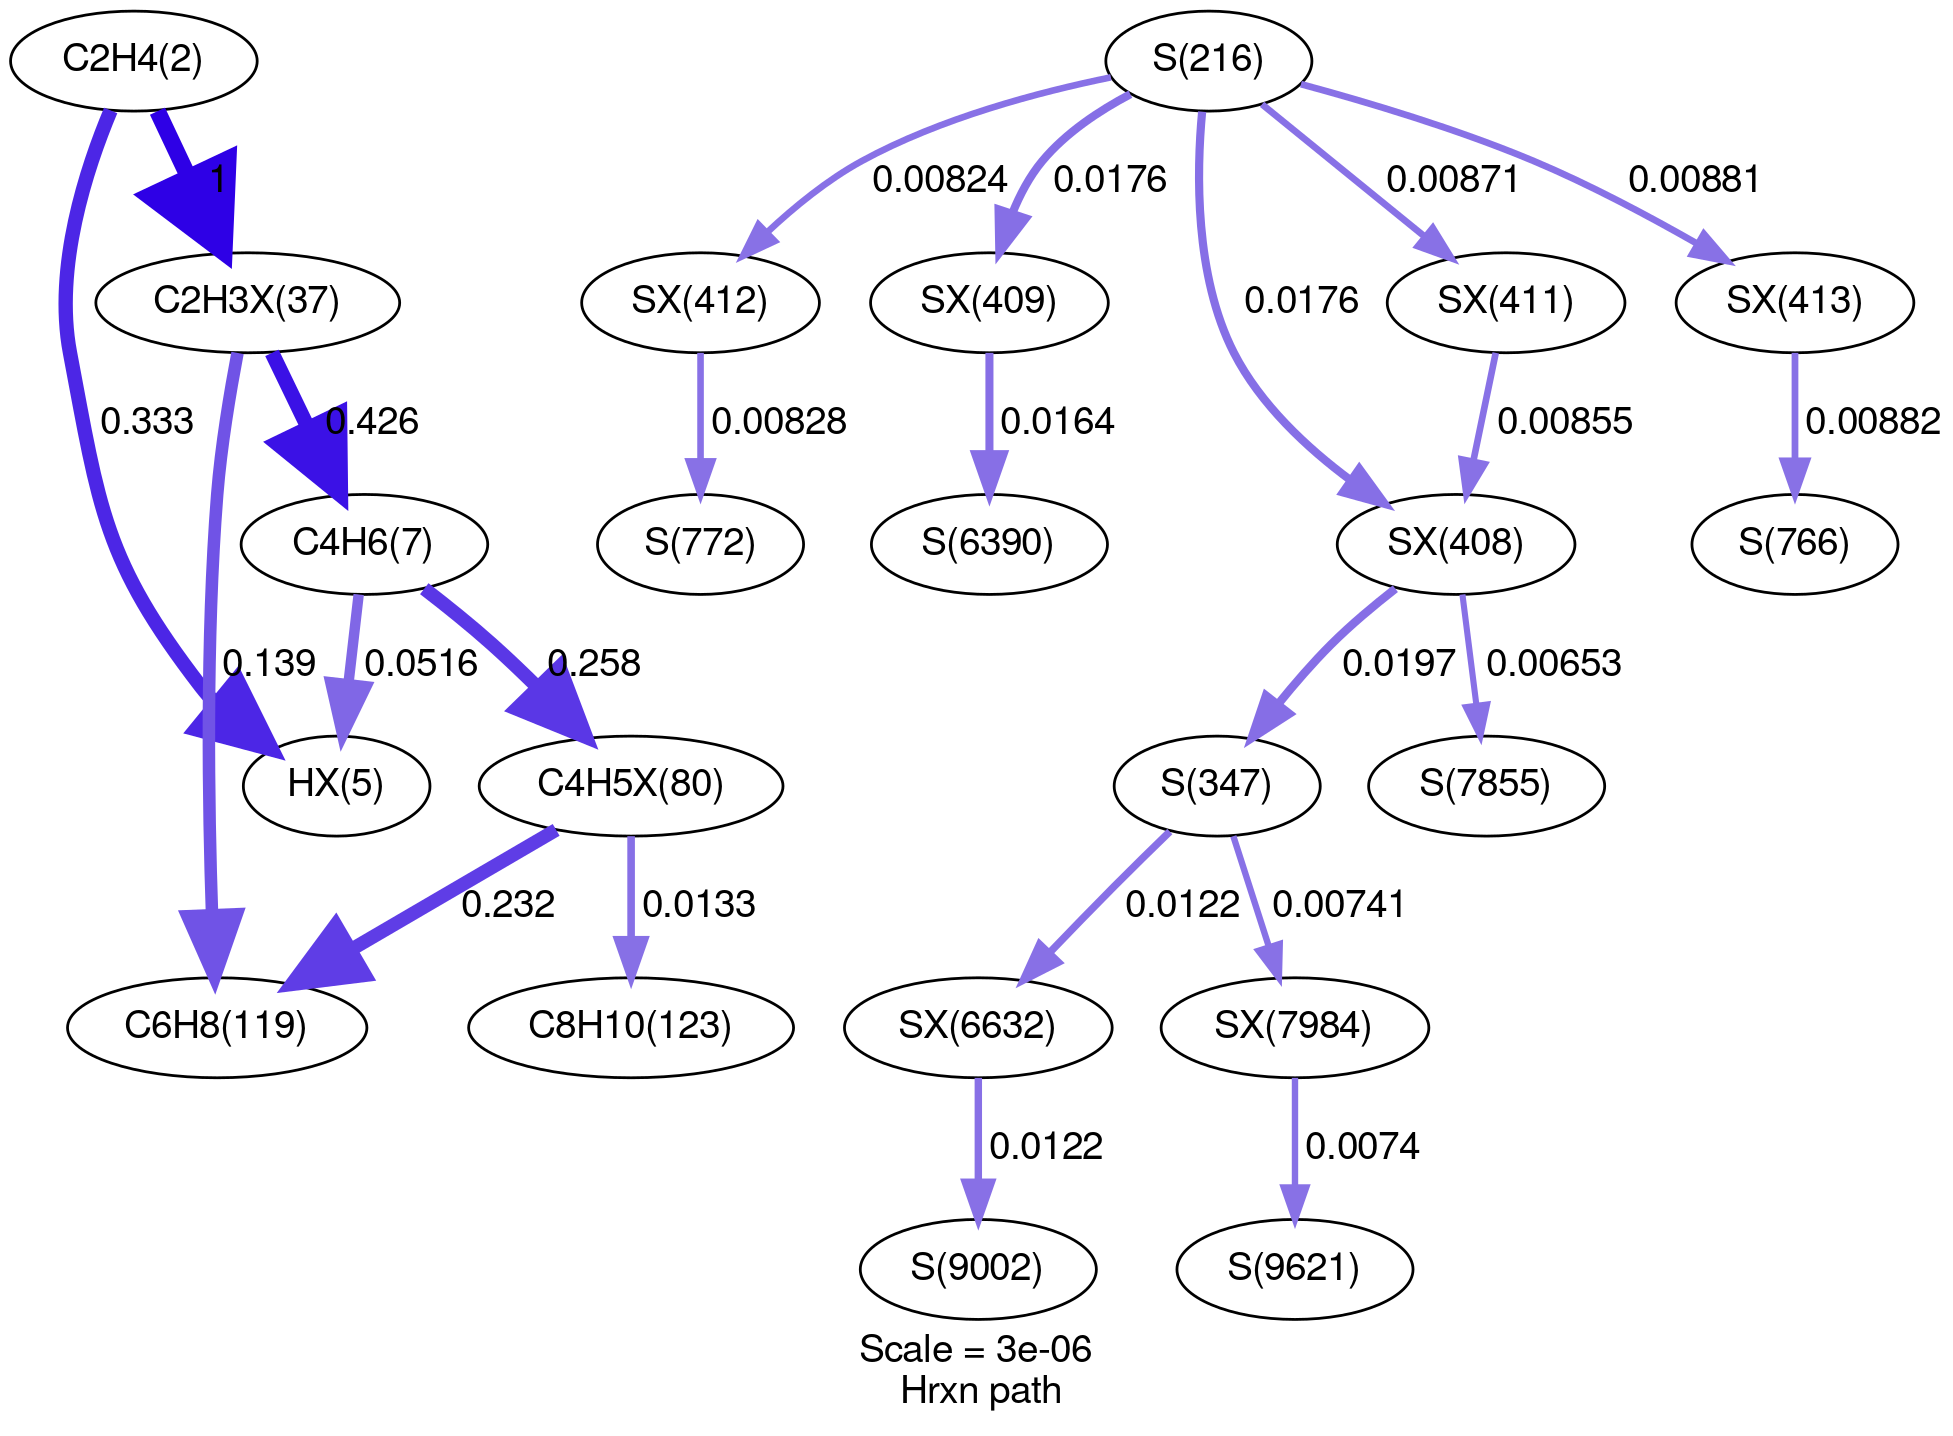 C2H4(2)
S(216)
1
0.00824
0.0176
0.00871
0.00881
C2H3X(37)
SX(412)
SX(409)
0.0176
SX(411)
SX(413)
0.333
0.426
0.00828
0.0164
0.00855
0.00882
C4H6(7)
S(772)
S(6390)
SX(408)
S(766)
0.139
0.0516
0.258
0.0197
0.00653
HX(5)
C4H5X(80)
S(347)
S(7855)
0.232
0.0133
0.0122
0.00741
C6H8(119)
C8H10(123)
SX(6632)
SX(7984)
0.0122
0.0074
S(9002)
S(9621)
Scale = 3e-06
Hrxn path